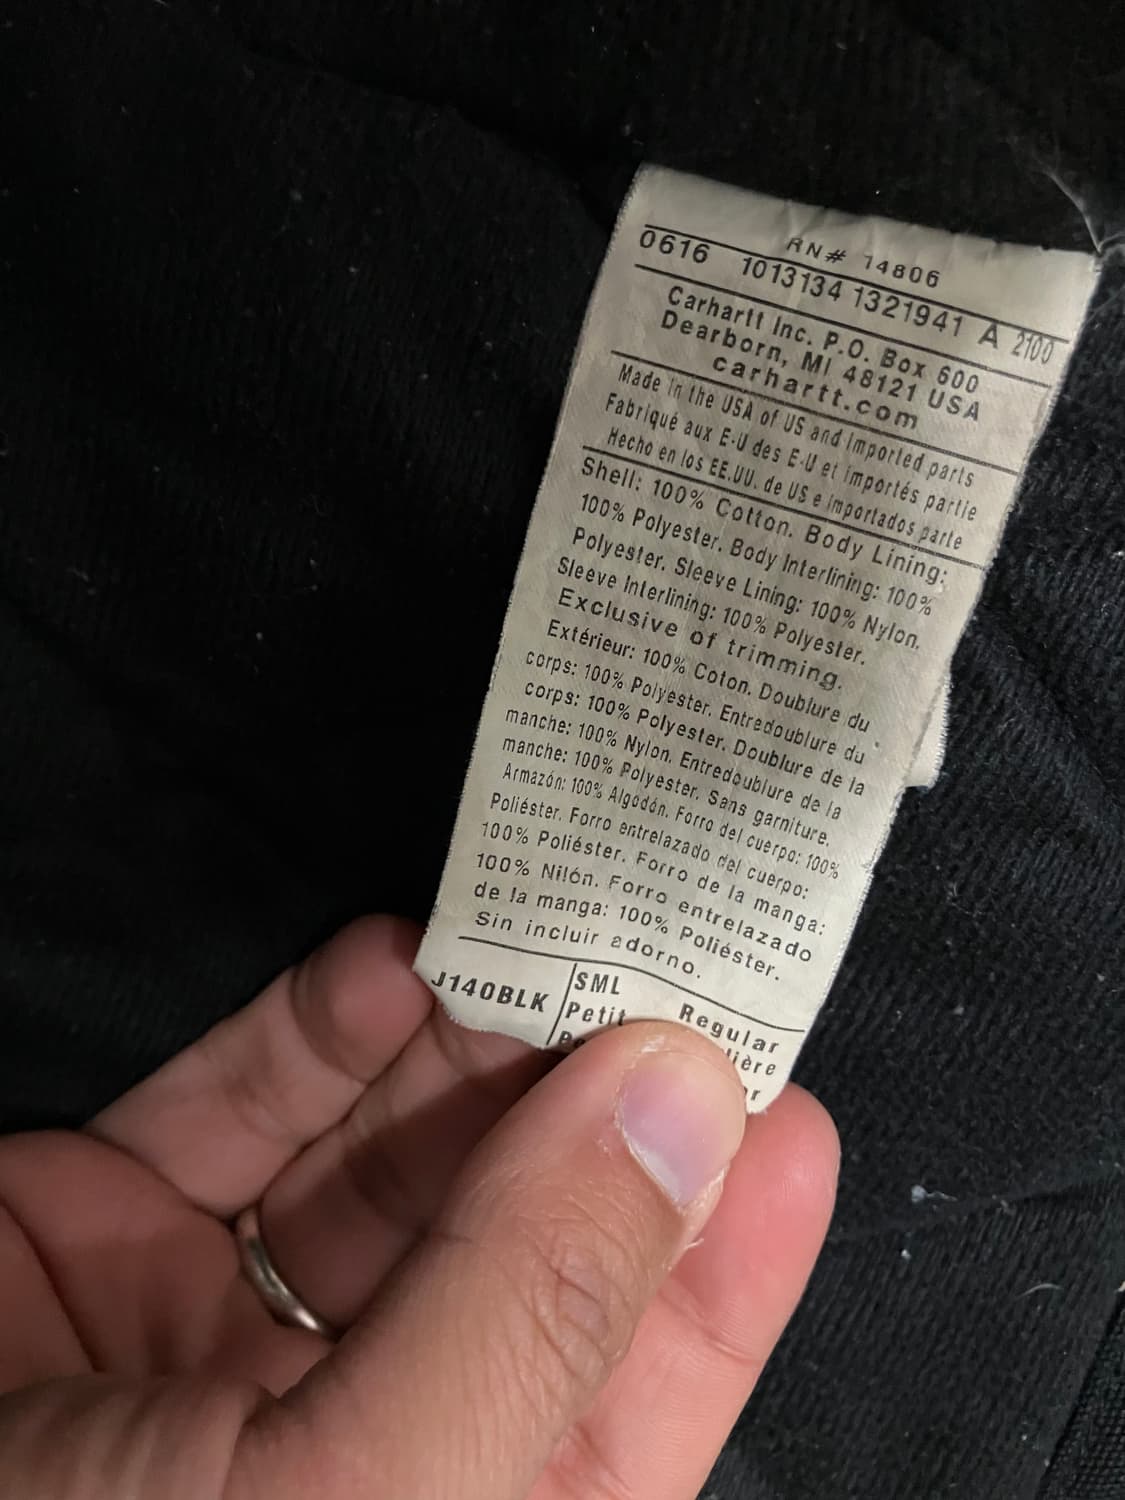 RN# 14806
0616 1013134 1321941 A 2100
Carhartt Inc. P.O. Box 600
Dearborn, MI 48121 USA
carhartt.com
Made in the USA of US and imported parts
Fabriqué aux E-U des E-U et importés partie
Hecho en los EE.UU. de US e importados parte
Shell: 100% Cotton. Body Lining:
100% Polyester. Body Interlining: 100%
Polyester. Sleeve Lining: 100% Nylon.
Sleeve Interlining: 100% Polyester.
Exclusive of trimming.
Extérieur: 100% Coton. Doublure du
corps: 100% Polyester. Entredoublure du
corps: 100% Polyester. Doublure de la
manche: 100% Nylon. Entredoublure de la
manche: 100% Polyester. Sans garniture.
Armazón: 100% Algodón. Forro del cuerpo: 100%
Poliéster. Forro entrelazado del cuerpo:
100% Poliéster. Forro de la manga:
100% Nilón. Forro entrelazado
de la manga: 100% Poliéster.
Sin incluir adorno.
J140BLK SML Regular
Petit